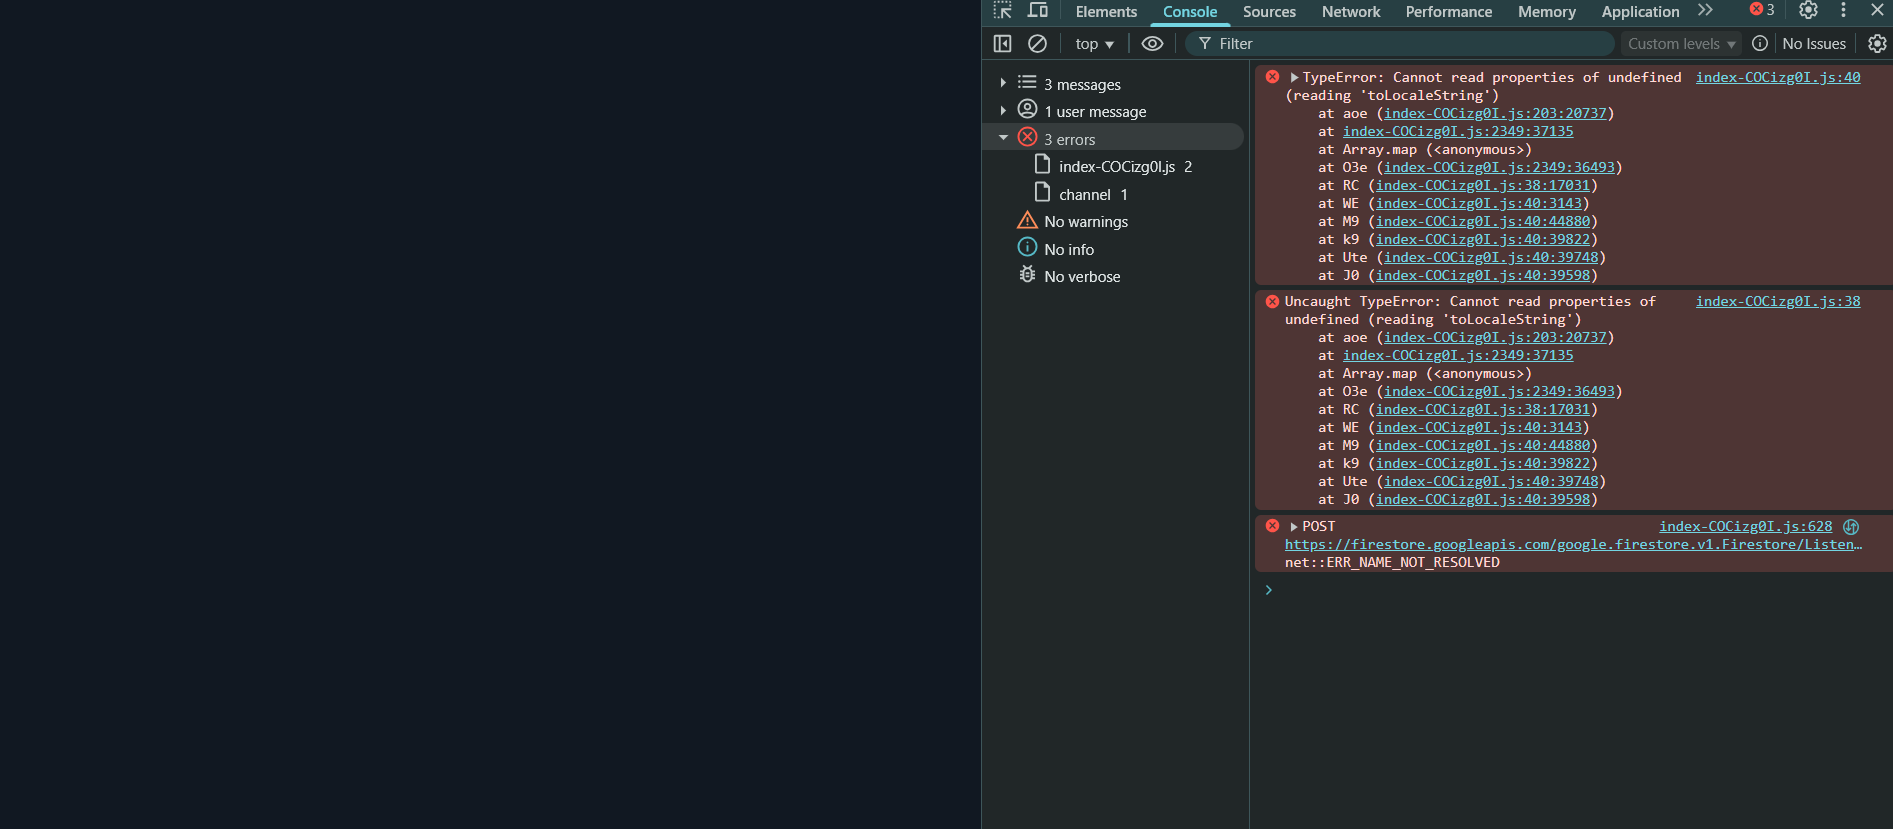 Elements Console Sources Network Performance Memory Application 3
top Filter Custom levels No Issues
3 messages
1 user message
3 errors
index-COCizg0I.js 2
channel 1
No warnings
No info
No verbose
TypeError: Cannot read properties of undefined index-COCizg0I.js:40
(reading 'toLocaleString')
at aoe (index-COCizg0I.js:203:20737)
at index-COCizg0I.js:2349:37135
at Array.map (<anonymous>)
at O3e (index-COCizg0I.js:2349:36493)
at RC (index-COCizg0I.js:38:17031)
at WE (index-COCizg0I.js:40:3143)
at M9 (index-COCizg0I.js:40:44880)
at k9 (index-COCizg0I.js:40:39822)
at Ute (index-COCizg0I.js:40:39748)
at J0 (index-COCizg0I.js:40:39598)
Uncaught TypeError: Cannot read properties of index-COCizg0I.js:38
undefined (reading 'toLocaleString')
at aoe (index-COCizg0I.js:203:20737)
at index-COCizg0I.js:2349:37135
at Array.map (<anonymous>)
at O3e (index-COCizg0I.js:2349:36493)
at RC (index-COCizg0I.js:38:17031)
at WE (index-COCizg0I.js:40:3143)
at M9 (index-COCizg0I.js:40:44880)
at k9 (index-COCizg0I.js:40:39822)
at Ute (index-COCizg0I.js:40:39748)
at J0 (index-COCizg0I.js:40:39598)
POST index-COCizg0I.js:628
https://firestore.googleapis.com/google.firestore.v1.Firestore/Listen…
net::ERR_NAME_NOT_RESOLVED